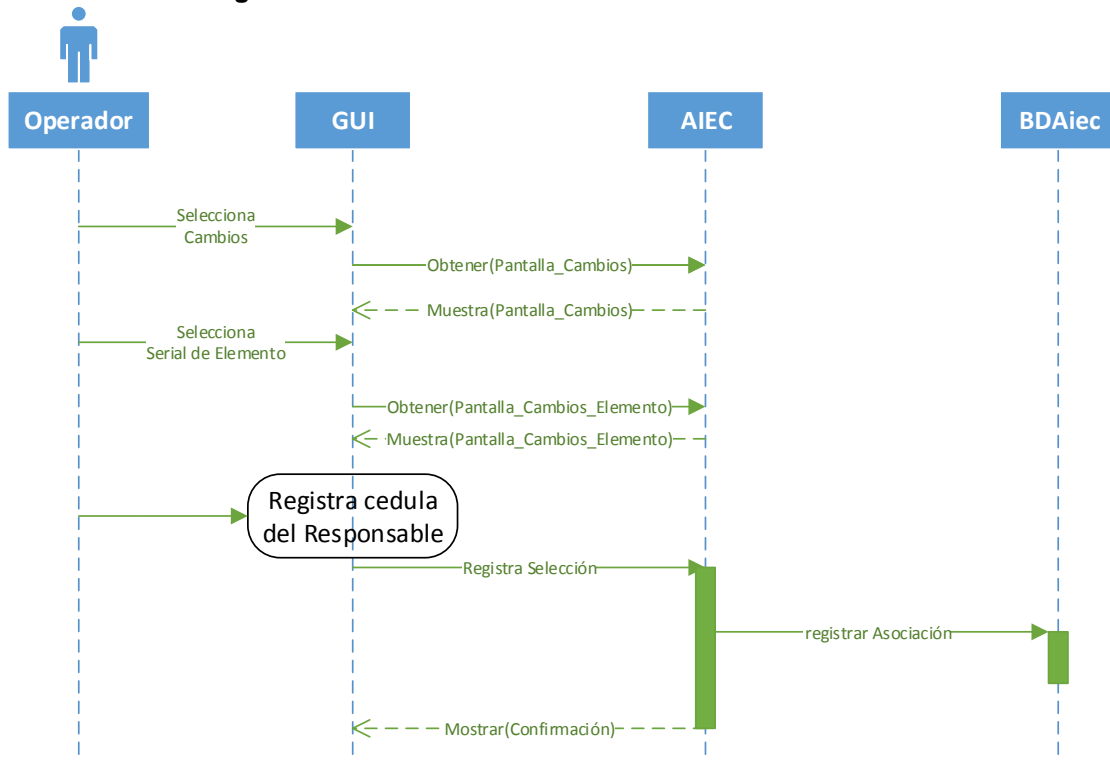 Operador
GUI
AIEC
BDAiec
Selecciona
Cambios
Obtener(Pantalla_Cambios)
Muestra(Pantalla_Cambios)
Selecciona
Serial de Elemento
Obtener(Pantalla_Cambios_Elemento)
Muestra(Pantalla_Cambios_Elemento)
Registra cedula
del Responsable
Registra Selección
registrar Asociación
Mostrar(Confirmación)